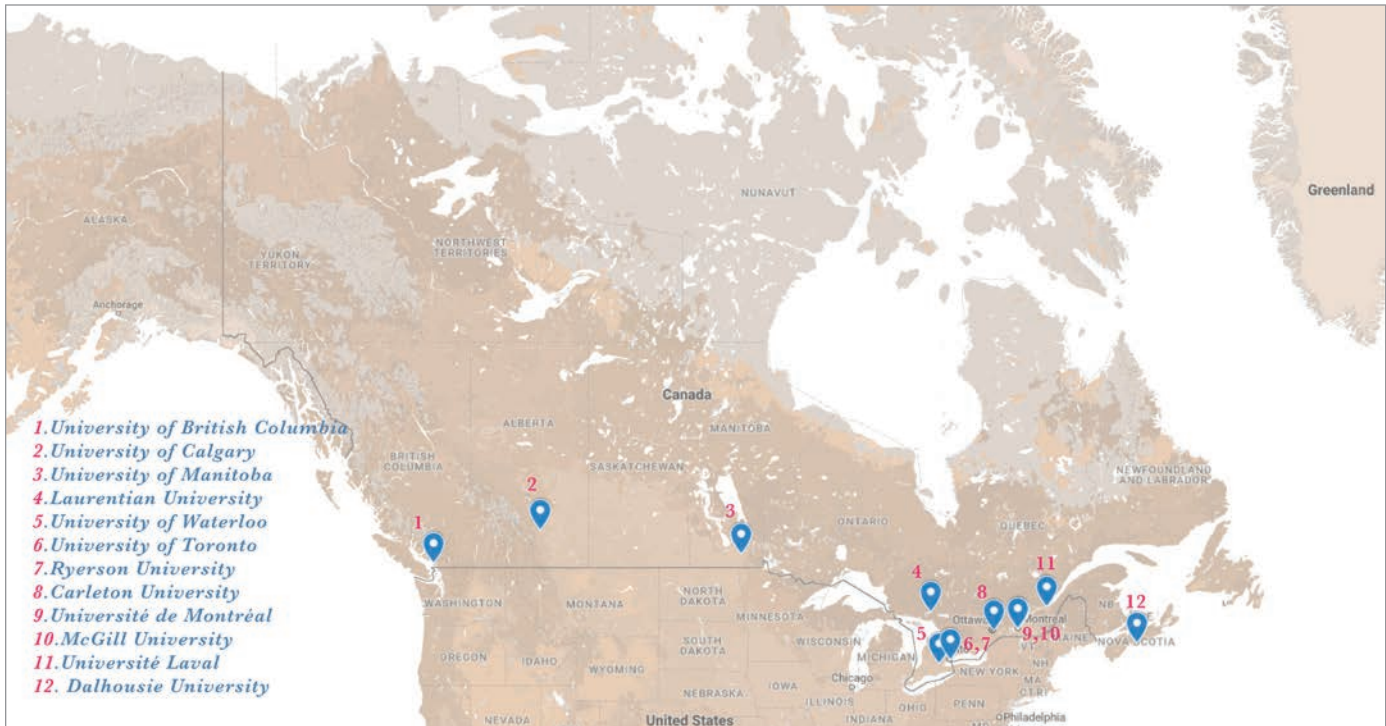 NUNAVUT
Greenland
ALASKA
YUKON
TERRITORY
NORTHWEST
TERRITORIES
Anchorage
Canada
1.University of British Columbia
2.University of Calgary
3.University of Manitoba
4.Laurentian University
5.University of Waterloo
6.University of Toronto
7.Ryerson University
8.Carleton University
9.Université de Montréal
10.McGill University
11.Université Laval
12. Dalhousie University
ALBERTA
MANITOBA
BRITISH
COLUMBIA
SASKATCHEWAN
NEWFOUNDLAND
AND LABRADOR
2
1
3
ONTARIO
QUEBEC
11
4
8
12
WASHINGTON
MONTANA
NORTH
DAKOTA
MINNESOTA
Ottawa
Montréal
NB
PE
5
6,7
9,10
NOVA SCOTIA
OREGON
IDAHO
WYOMING
SOUTH
DAKOTA
WISCONSIN
MICHIGAN
VT
MAINE
NH
NEW YORK
MA
CT RI
Chicago
IOWA
NEBRASKA
ILLINOIS
INDIANA
OHIO
PENN
Philadelphia
NEVADA
United States